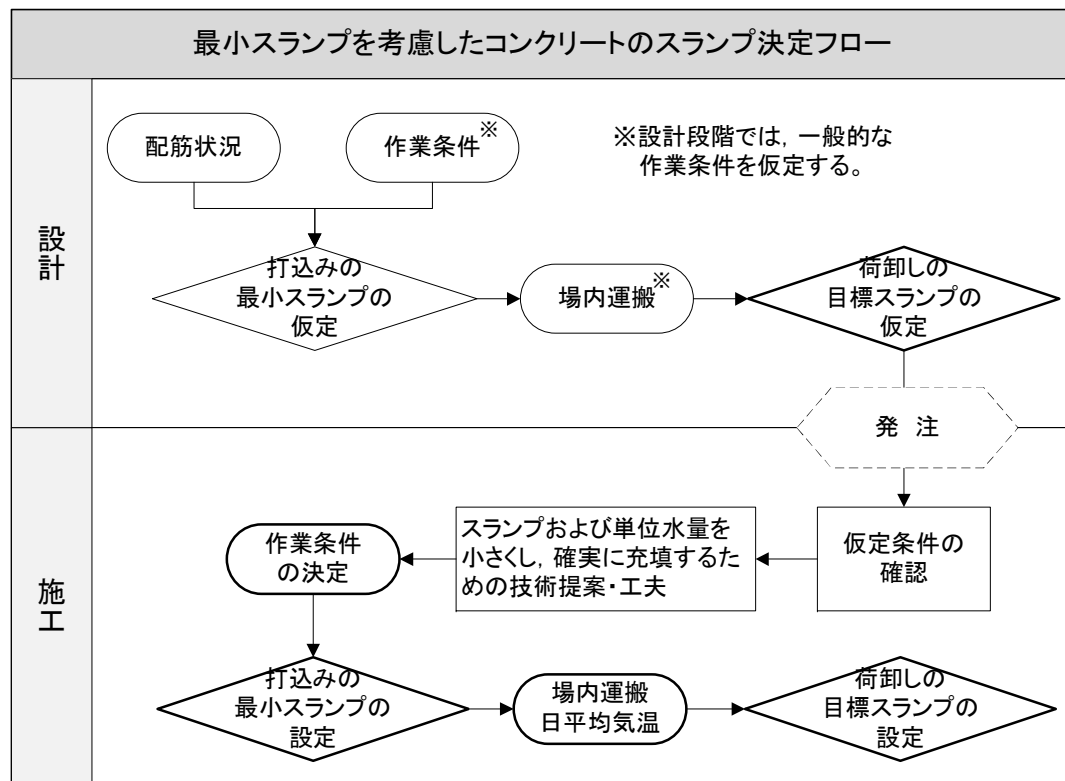 最小スランプを考慮したコンクリートのスランプ決定フロー
設計
配筋状況
作業条件※
※設計段階では，一般的な
作業条件を仮定する。
打込みの
最小スランプの
仮定
場内運搬※
荷卸しの
目標スランプの
仮定
発 注
施工
仮定条件の
確認
スランプおよび単位水量を
小さくし，確実に充填するた
めの技術提案・工夫
作業条件
の決定
打込みの
最小スランプの
設定
場内運搬
日平均気温
荷卸しの
目標スランプの
設定